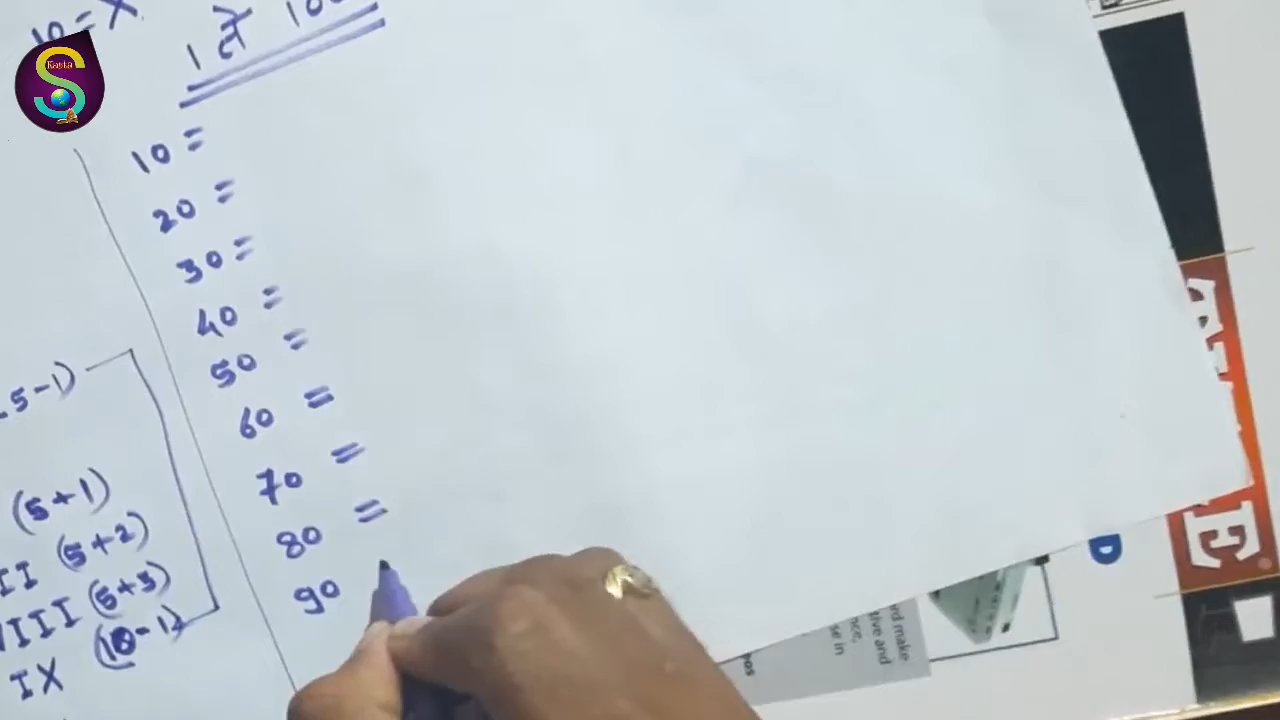 10 = X
Kasta
S
1 ते 100
10 =
20 =
30 =
40 =
50 =
60 =
70 =
80 =
90
5-1)
(5+1)
II (5+2)
VIII (5+3)
IX (10-1)
D
E